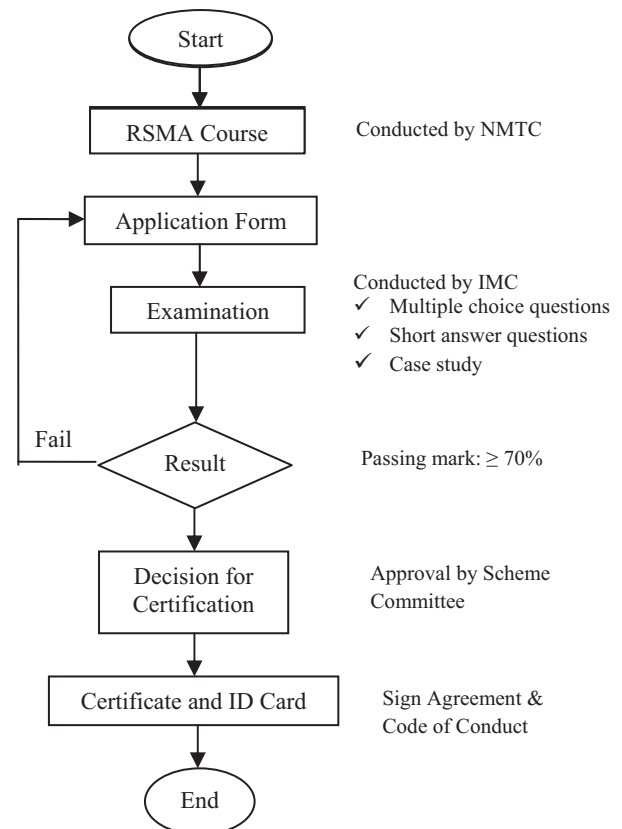 Start
RSMA Course
Conducted by NMTC
Application Form
Examination
Conducted by IMC
✓ Multiple choice questions
✓ Short answer questions
✓ Case study
Fail
Result
Passing mark: ≥ 70%
Decision for
Certification
Approval by Scheme
Committee
Certificate and ID Card
Sign Agreement &
Code of Conduct
End